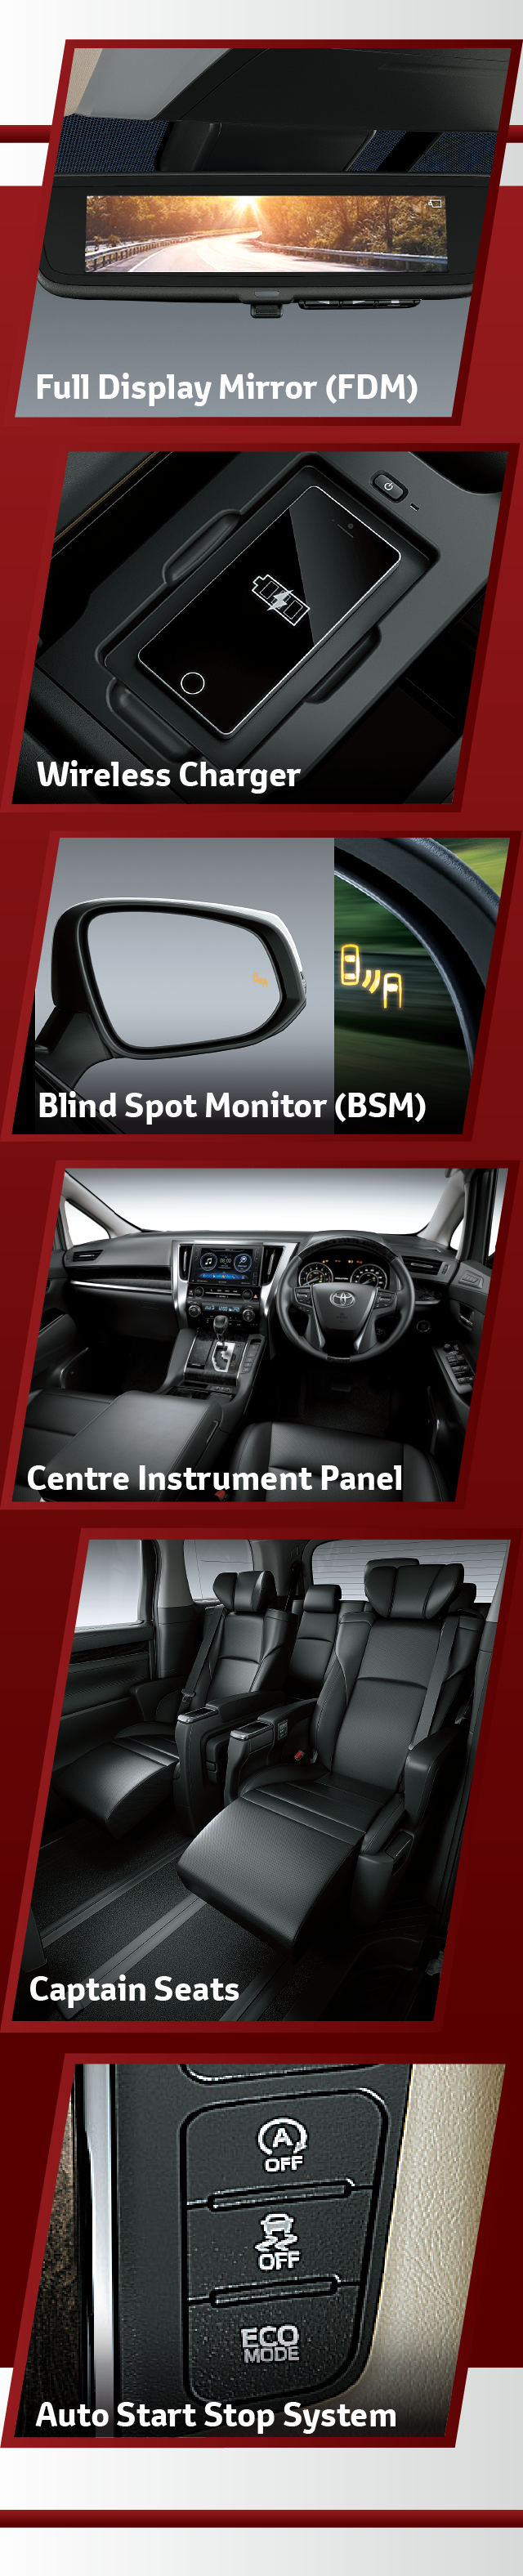 Full Display Mirror (FDM)
Wireless Charger
Blind Spot Monitor (BSM)
Centre Instrument Panel
Captain Seats
A
OFF
OFF
ECO
MODE
Auto Start Stop System